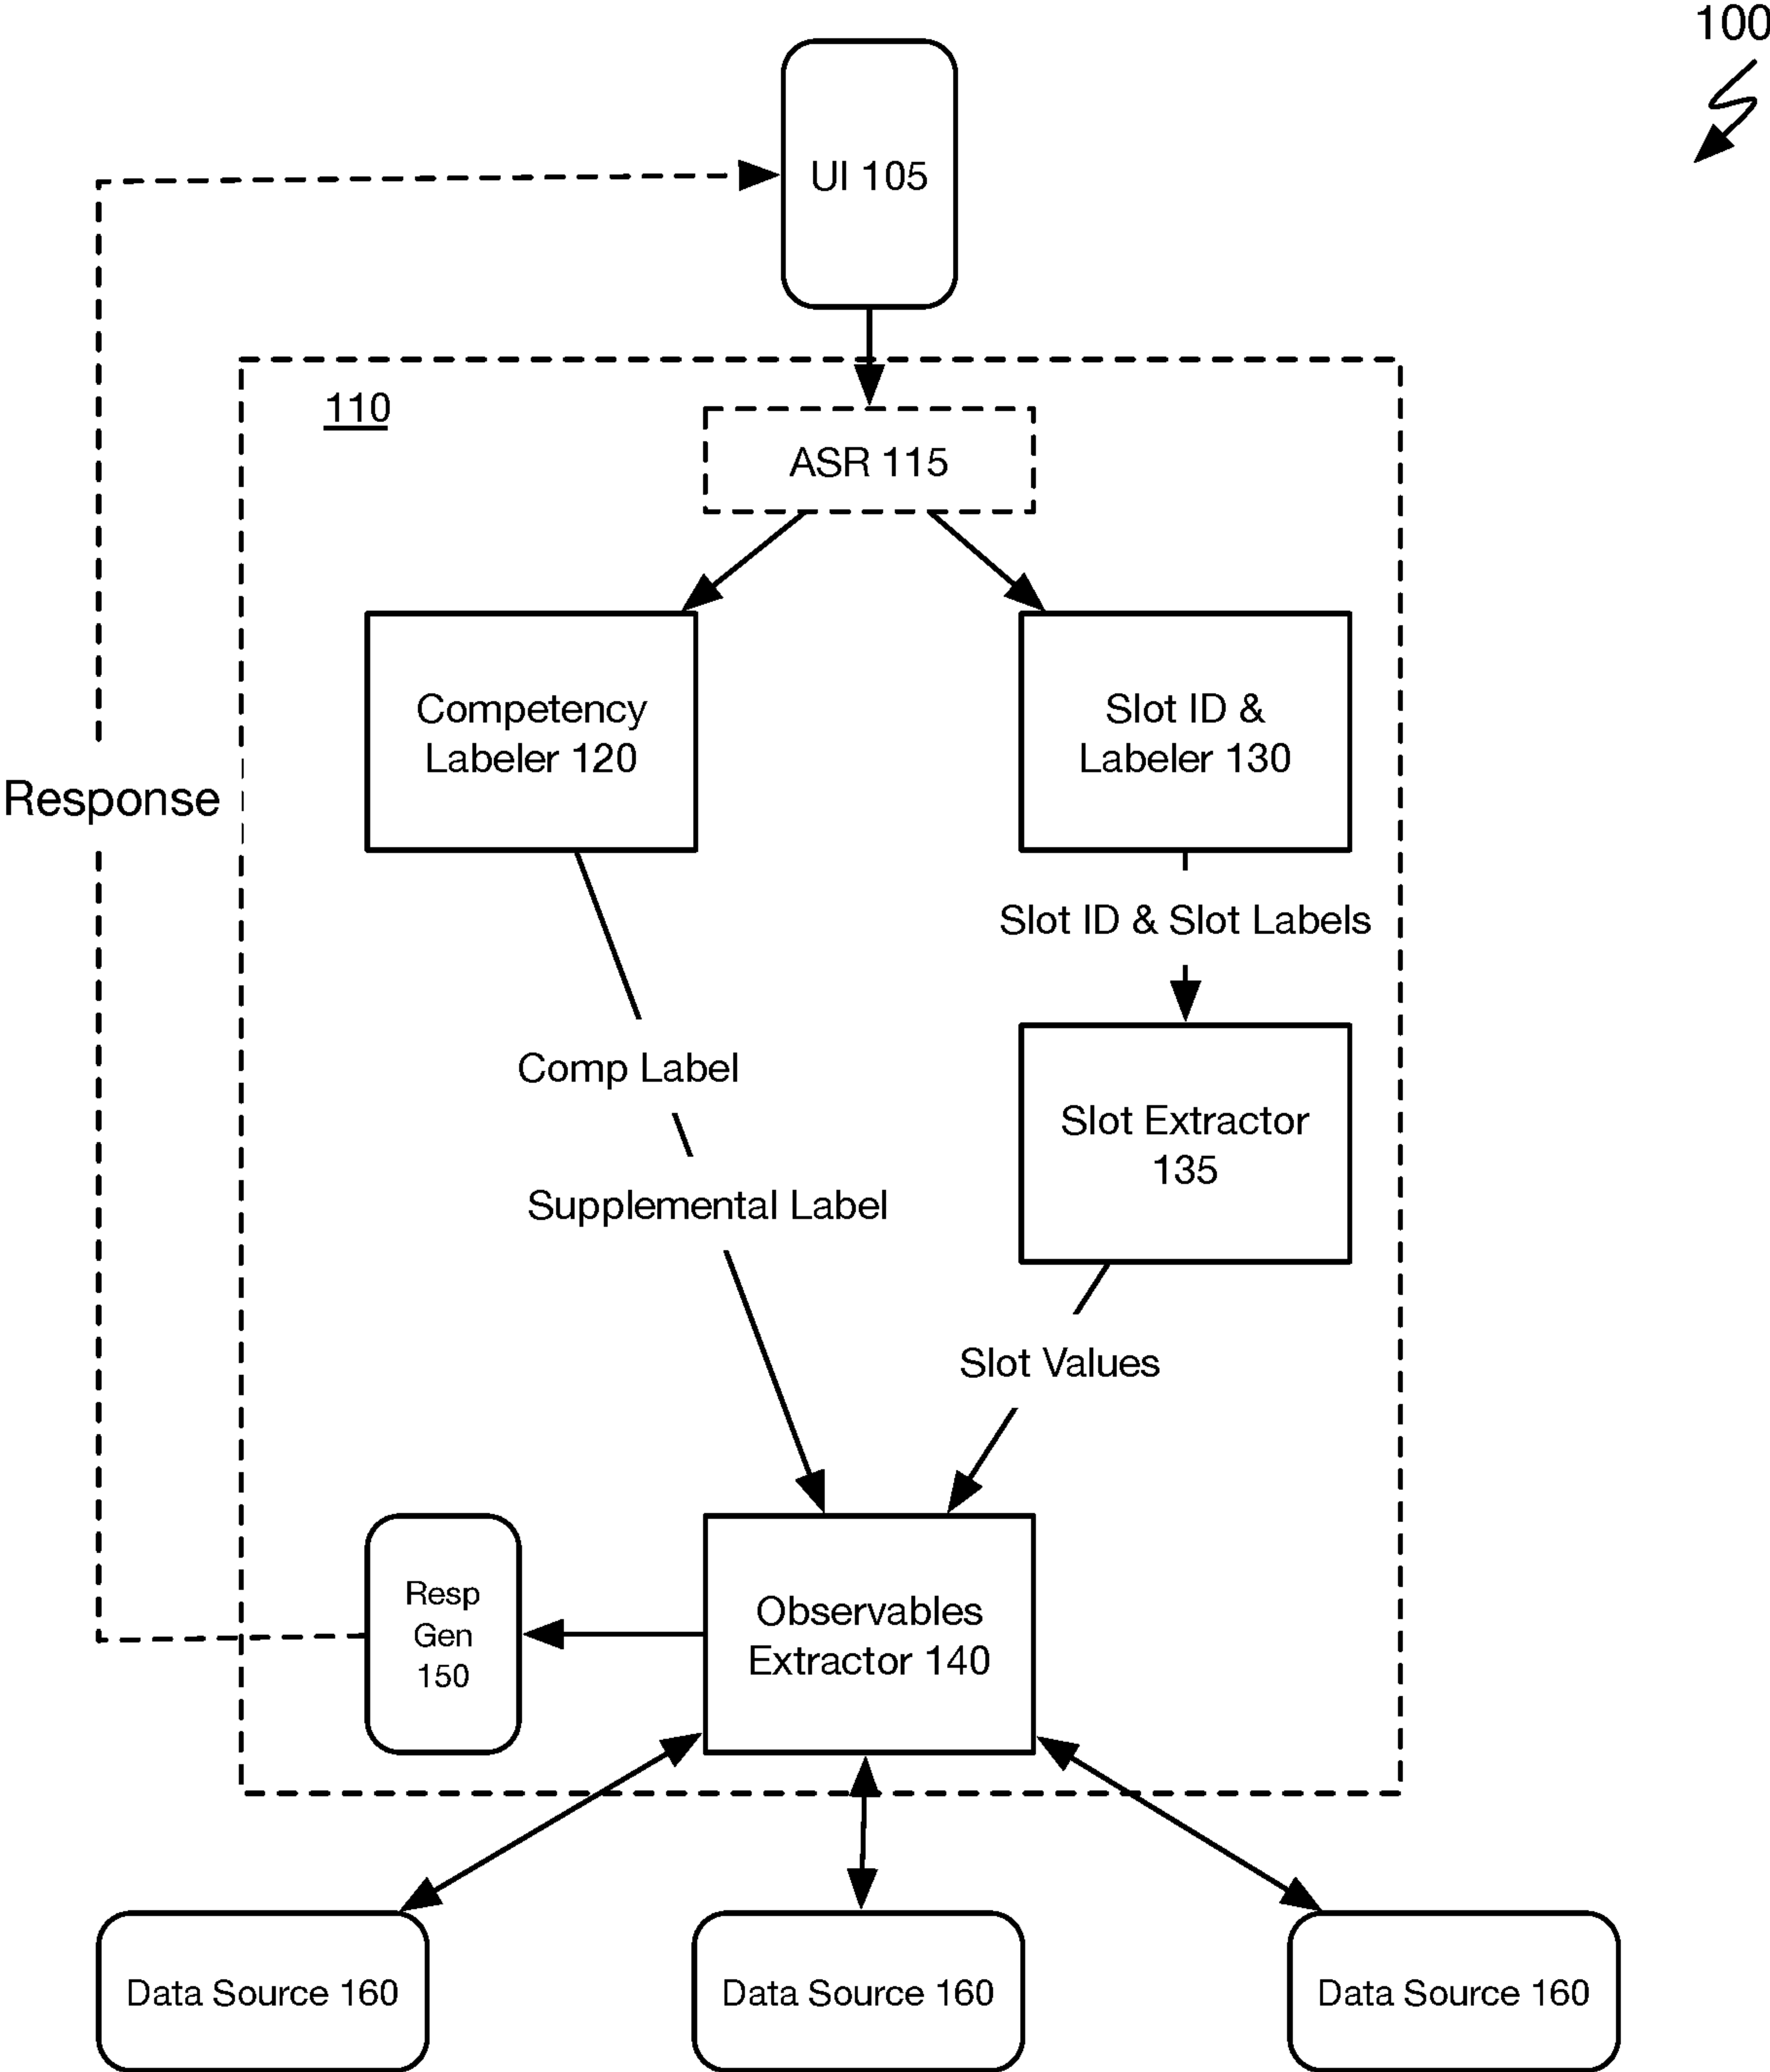 100
UI 105
110
ASR 115
Competency
Labeler 120
Slot ID &
Labeler 130
Response
Slot ID & Slot Labels
Comp Label
Slot Extractor
135
Supplemental Label
Slot Values
Resp
Gen
150
Observables
Extractor 140
Data Source 160
Data Source 160
Data Source 160